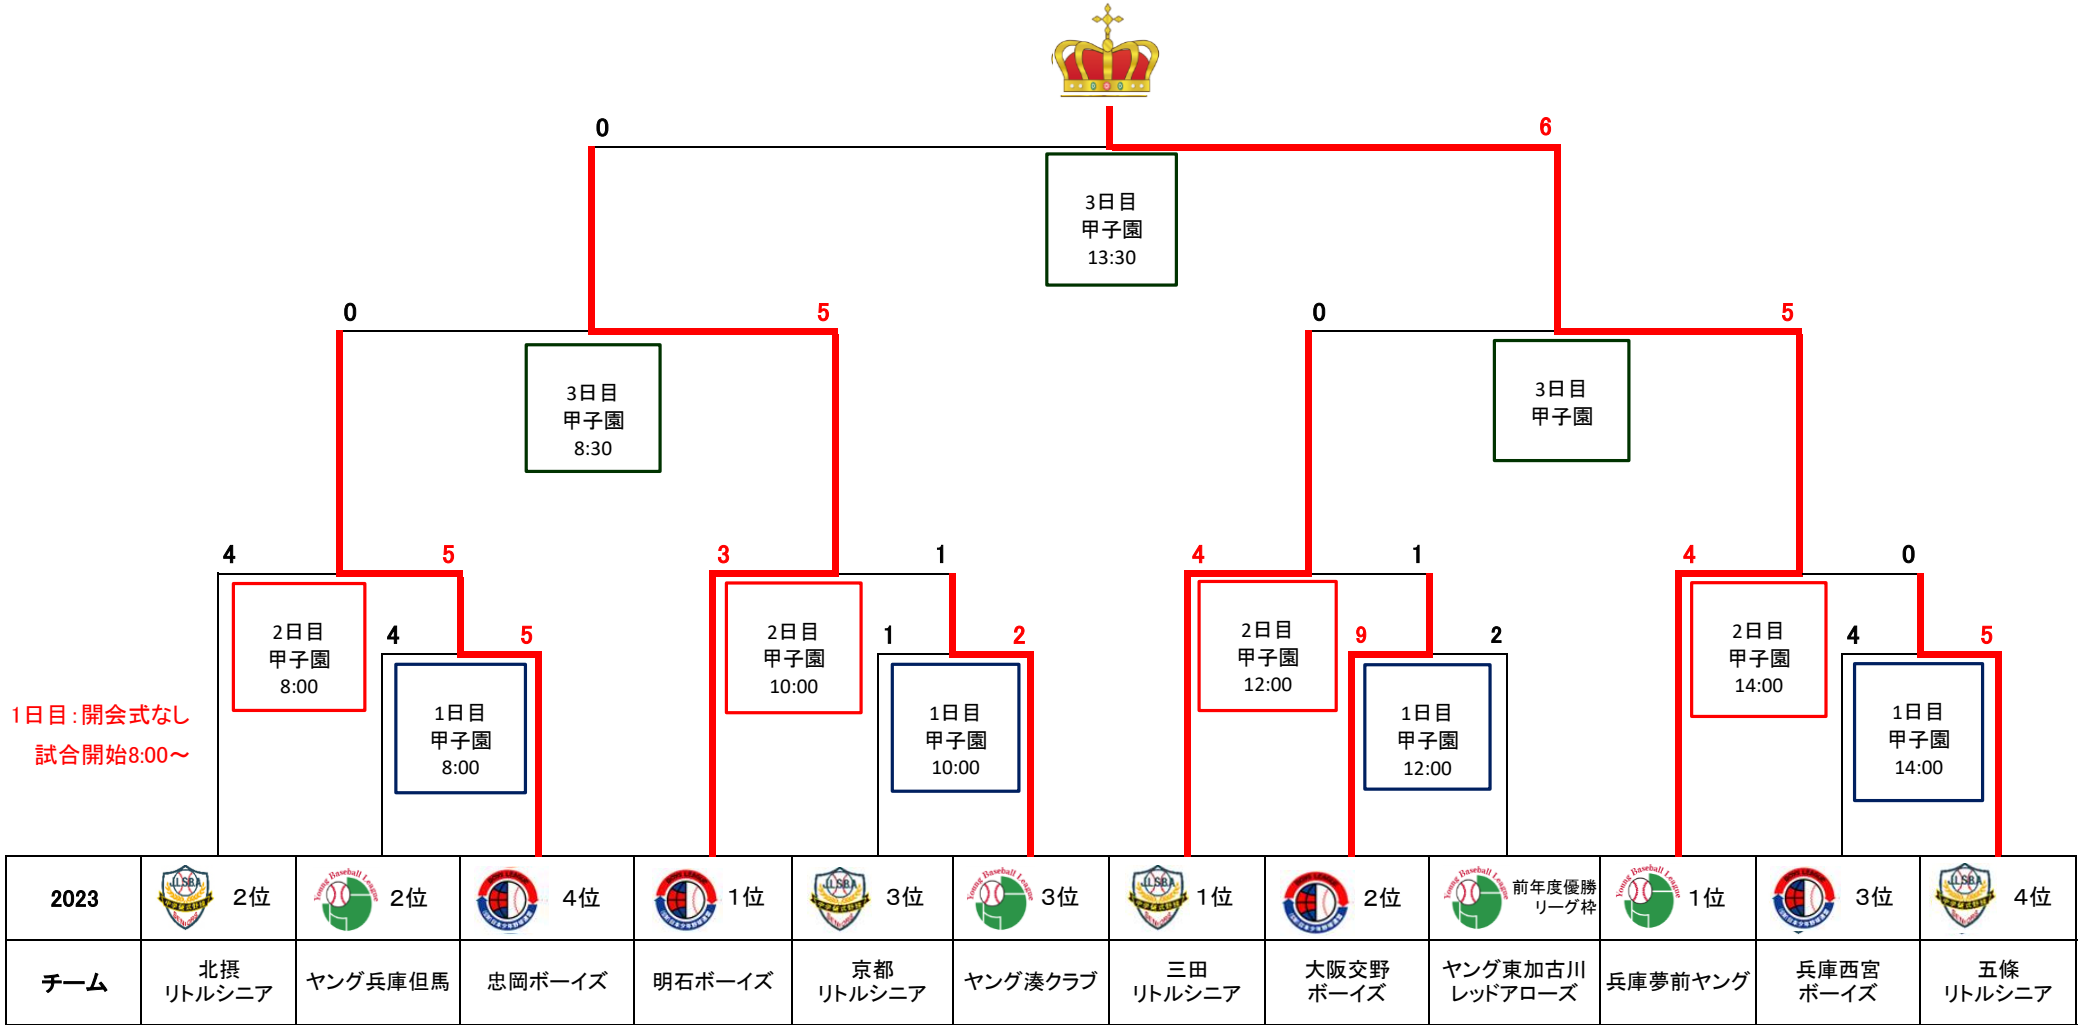 0
6
3日目
甲子園
13:30
0
5
0
5
3日目
甲子園
8:30
3日目
甲子園
4
5
3
1
4
1
4
0
2日目
甲子園
8:00
4
5
2日目
甲子園
10:00
1
2
2日目
甲子園
12:00
9
2
2日目
甲子園
14:00
4
5
1日目：開会式なし
試合開始8:00～
1日目
甲子園
8:00
1日目
甲子園
10:00
1日目
甲子園
12:00
1日目
甲子園
14:00
2023
2位
2位
4位
1位
3位
3位
1位
2位
前年度優勝
リーグ枠
1位
3位
4位
チーム
北摂
リトルシニア
ヤング兵庫但馬
忠岡ボーイズ
明石ボーイズ
京都
リトルシニア
ヤング湊クラブ
三田
リトルシニア
大阪交野
ボーイズ
ヤング東加古川
レッドアローズ
兵庫夢前ヤング
兵庫西宮
ボーイズ
五條
リトルシニア